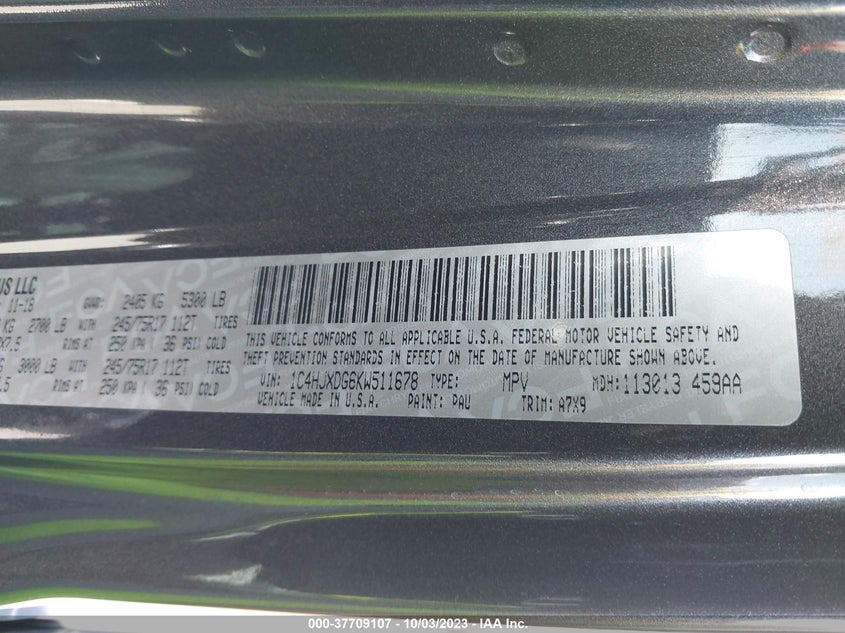 US LLC
11-18 GVWR: 2405 KG 5300 LB
KG 2700 LB WITH 245/75R17 112T TIRES
X7.5 RIMS AT 250 KPA ( 36 PSI) COLD
3000 LB WITH 245/75R17 112T TIRES
.5 250 KPA ( 36 PSI) COLD
THIS VEHICLE CONFORMS TO ALL APPLICABLE U.S.A. FEDERAL MOTOR VEHICLE SAFETY AND
THEFT PREVENTION STANDARDS IN EFFECT ON THE DATE OF MANUFACTURE SHOWN ABOVE.
VIN: 1C4HJXDG6KW511678 TYPE: MPV MDH: 113013 459AA
VEHICLE MADE IN U.S.A. PAINT: PAU TRIM: A7X9
000-37709107 - 10/03/2023 - IAA Inc.